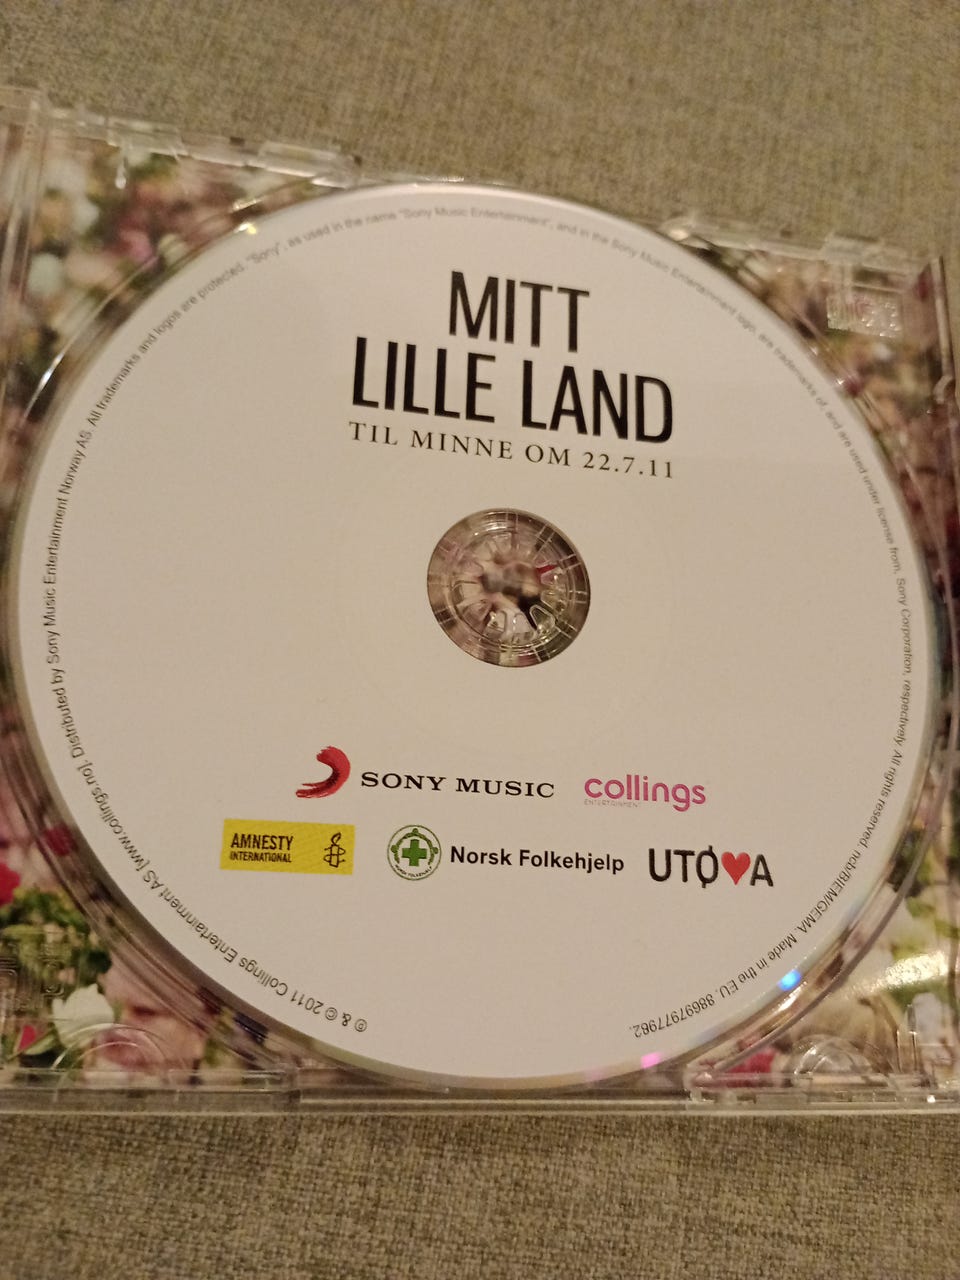 MITT
LILLE LAND
TIL MINNE OM 22.7.11
SONY MUSIC
collings
ENTERTAINMENT
AMNESTY
INTERNATIONAL
Norsk Folkehjelp
UTØ♥A
℗ & © 2011 Collings Entertainment AS [www.collings.no]. Distributed by Sony Music Entertainment Norway AS. All trademarks and logos are protected. "Sony", as used in the name "Sony Music Entertainment", and in the Sony Music Entertainment logo, are trademarks of, and are used under license from, Sony Corporation, respectively. All rights reserved. ncb/BIEM/GEMA. Made in the EU. 88697977982.